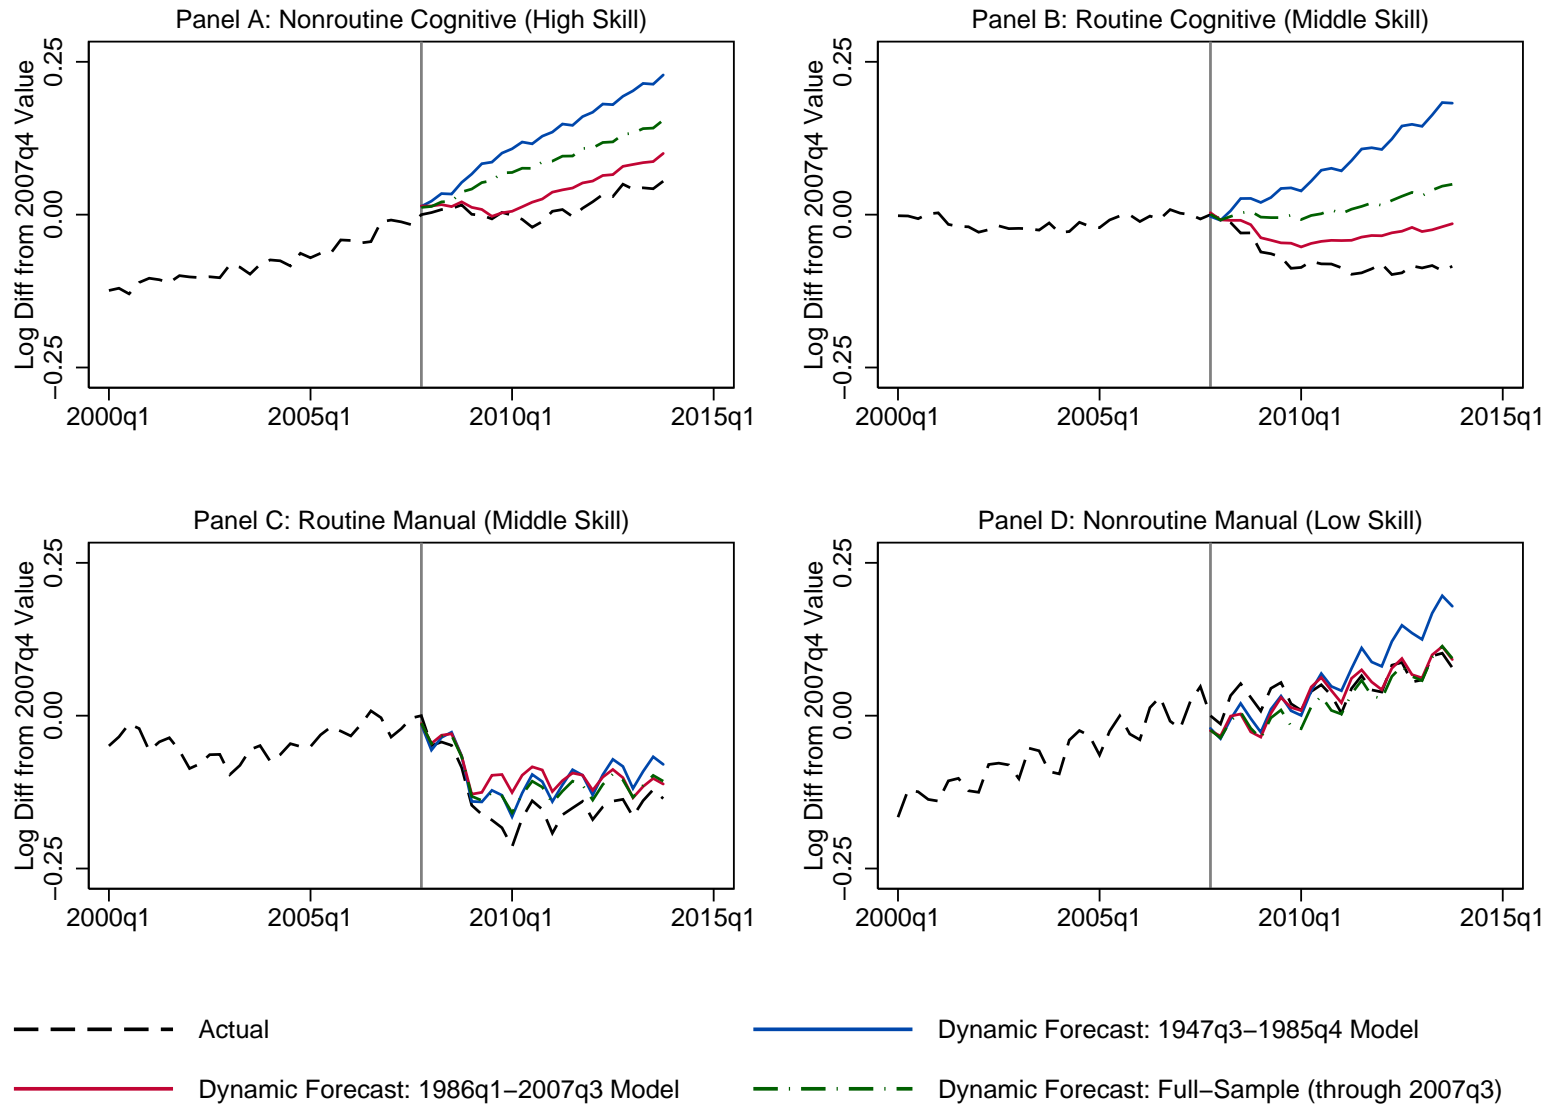 Panel A: Nonroutine Cognitive (High Skill)
Log Diff from 2007q4 Value
0.25
0.00
−0.25
2000q1 2005q1 2010q1 2015q1
Panel B: Routine Cognitive (Middle Skill)
Log Diff from 2007q4 Value
0.25
0.00
−0.25
2000q1 2005q1 2010q1 2015q1
Panel C: Routine Manual (Middle Skill)
Log Diff from 2007q4 Value
0.25
0.00
−0.25
2000q1 2005q1 2010q1 2015q1
Panel D: Nonroutine Manual (Low Skill)
Log Diff from 2007q4 Value
0.25
0.00
−0.25
2000q1 2005q1 2010q1 2015q1
Actual
Dynamic Forecast: 1947q3−1985q4 Model
Dynamic Forecast: 1986q1−2007q3 Model
Dynamic Forecast: Full−Sample (through 2007q3)